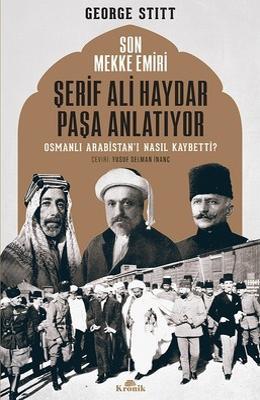 GEORGE STITT
SON
MEKKE EMİRİ
ŞERİF ALİ HAYDAR
PAŞA ANLATIYOR
OSMANLI ARABİSTAN'I NASIL KAYBETTİ?
ÇEVİRİ: YUSUF SELMAN İNANÇ
Kronik